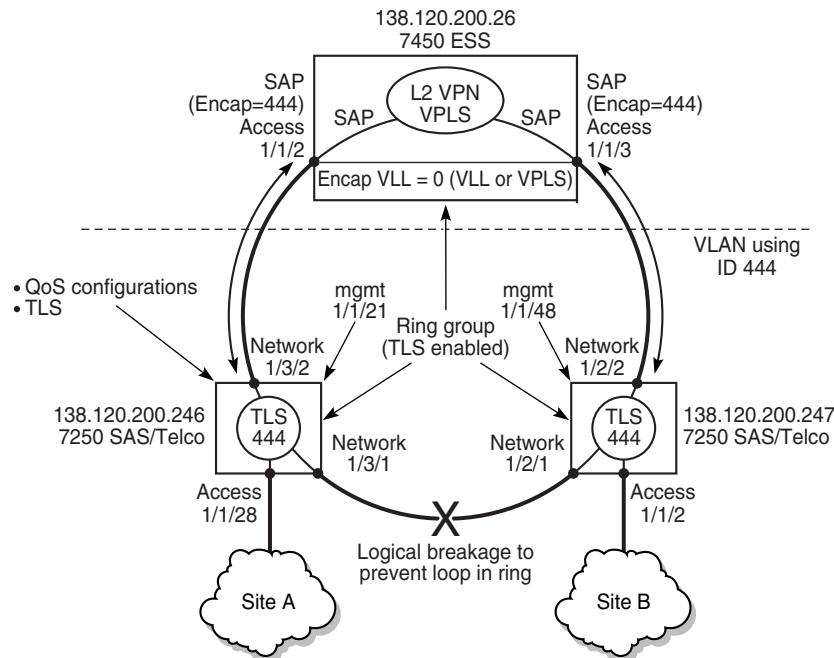 138.120.200.26
7450 ESS
SAP
(Encap=444)
Access
1/1/2
SAP
L2 VPN
VPLS
SAP
SAP
(Encap=444)
Access
1/1/3
Encap VLL = 0 (VLL or VPLS)
VLAN using
ID 444
• QoS configurations
• TLS
mgmt
1/1/21
Ring group
(TLS enabled)
mgmt
1/1/48
Network
1/3/2
Network
1/2/2
138.120.200.246
7250 SAS/Telco
TLS
444
Network
1/3/1
Network
1/2/1
TLS
444
138.120.200.247
7250 SAS/Telco
Access
1/1/28
Access
1/1/2
X
Logical breakage to
prevent loop in ring
Site A
Site B